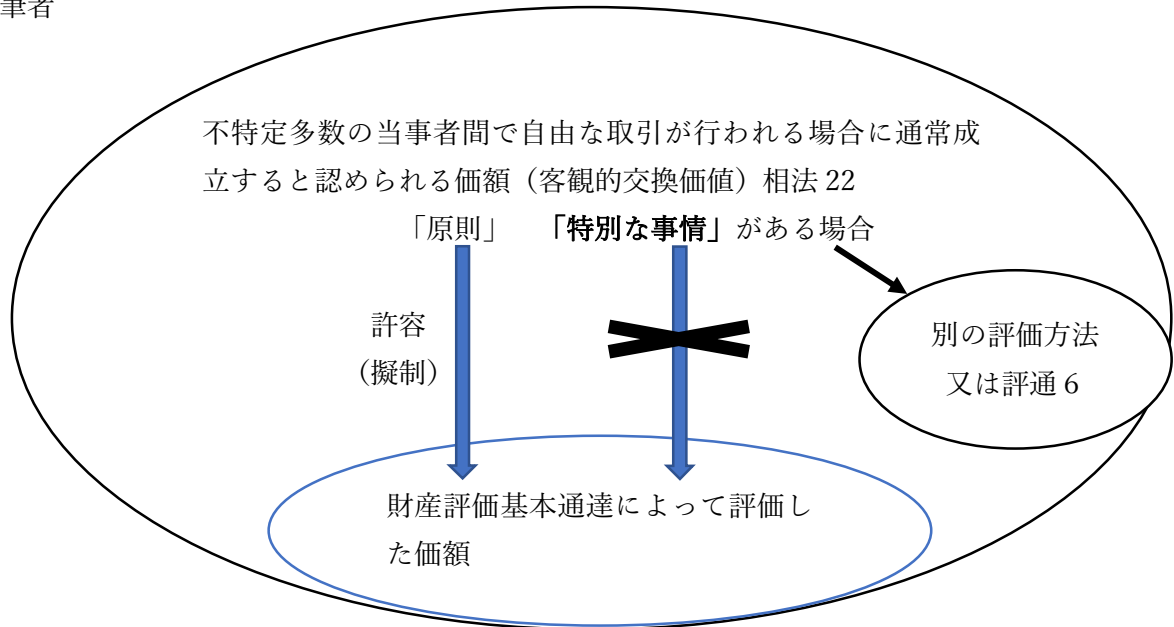 筆者
不特定多数の当事者間で自由な取引が行われる場合に通常成
立すると認められる価額（客観的交換価値）相法 22
「原則」 「特別な事情」がある場合
許容
（擬制）
別の評価方法
又は評通 6
財産評価基本通達によって評価し
た価額